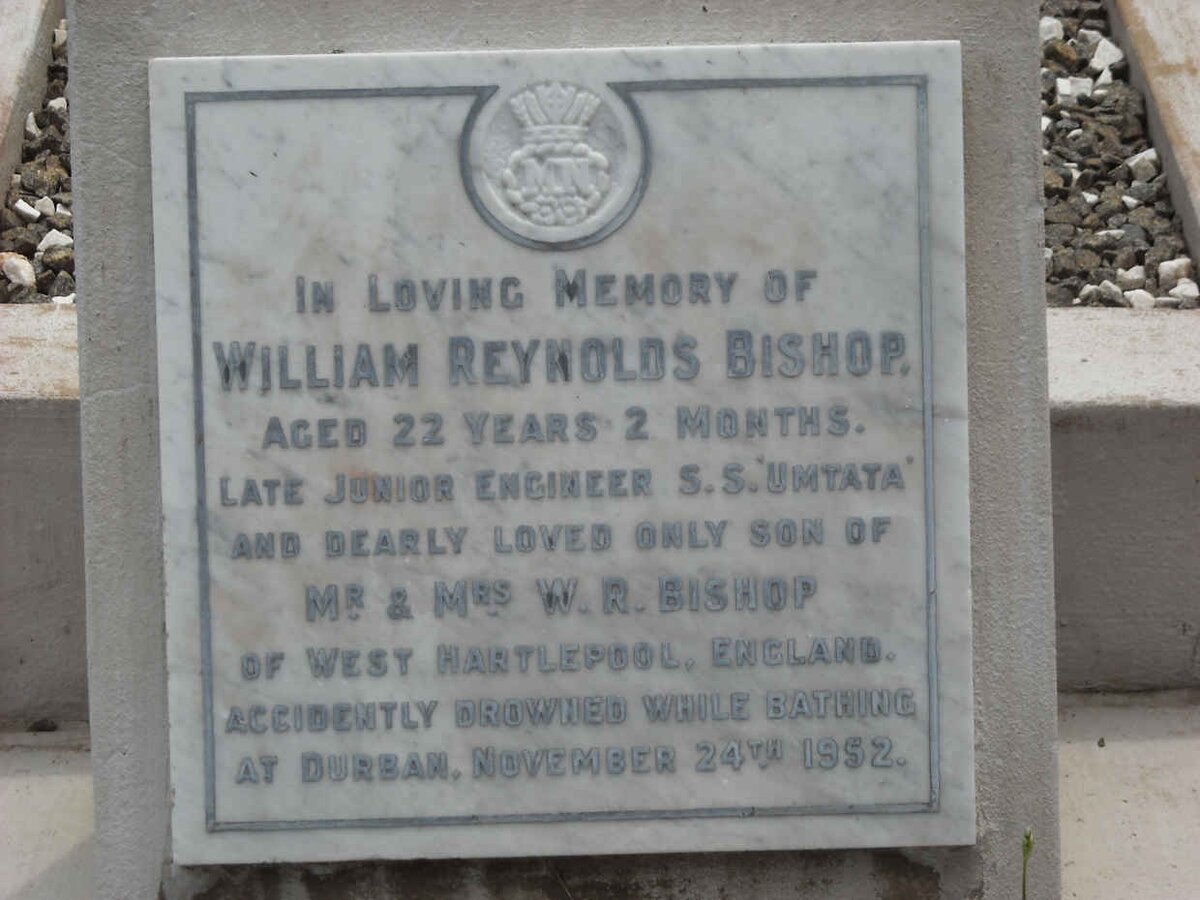 MN
IN LOVING MEMORY OF
WILLIAM REYNOLDS BISHOP.
AGED 22 YEARS 2 MONTHS.
LATE JUNIOR ENGINEER S.S. 'UMTATA'
AND DEARLY LOVED ONLY SON OF
MR & MRS W. R. BISHOP
OF WEST HARTLEPOOL, ENGLAND.
ACCIDENTLY DROWNED WHILE BATHING
AT DURBAN, NOVEMBER 24TH 1952.